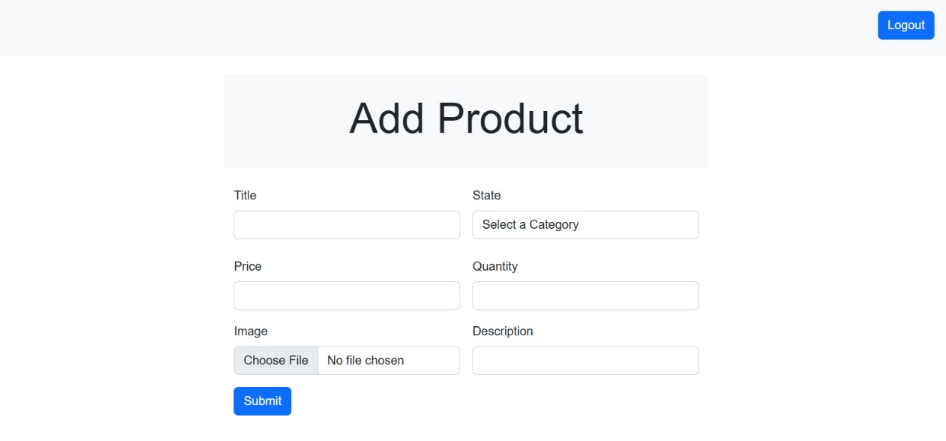 Logout
Add Product
Title
State
Select a Category
Price
Quantity
Image
Description
Choose File No file chosen
Submit